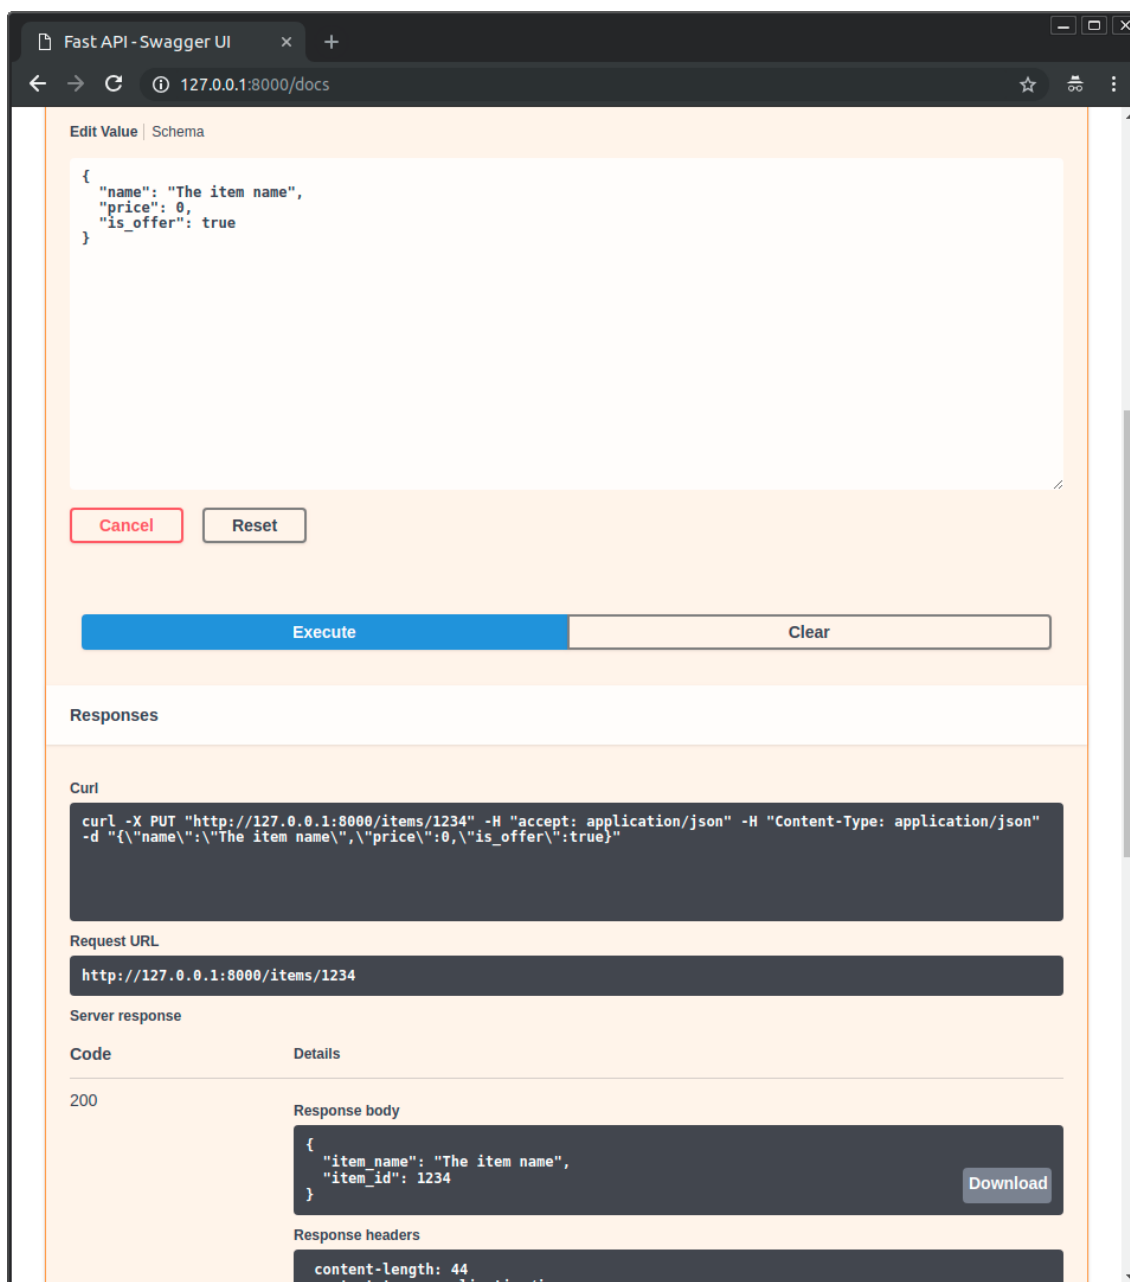 Fast API - Swagger UI
127.0.0.1:8000/docs
Edit Value | Schema
{
  "name": "The item name",
  "price": 0,
  "is_offer": true
}
Cancel Reset
Execute Clear
Responses
Curl
curl -X PUT "http://127.0.0.1:8000/items/1234" -H "accept: application/json" -H "Content-Type: application/json"
-d "{\"name\":\"The item name\",\"price\":0,\"is_offer\":true}"
Request URL
http://127.0.0.1:8000/items/1234
Server response
Code Details
200
Response body
{
  "item_name": "The item name",
  "item_id": 1234
}
Download
Response headers
content-length: 44